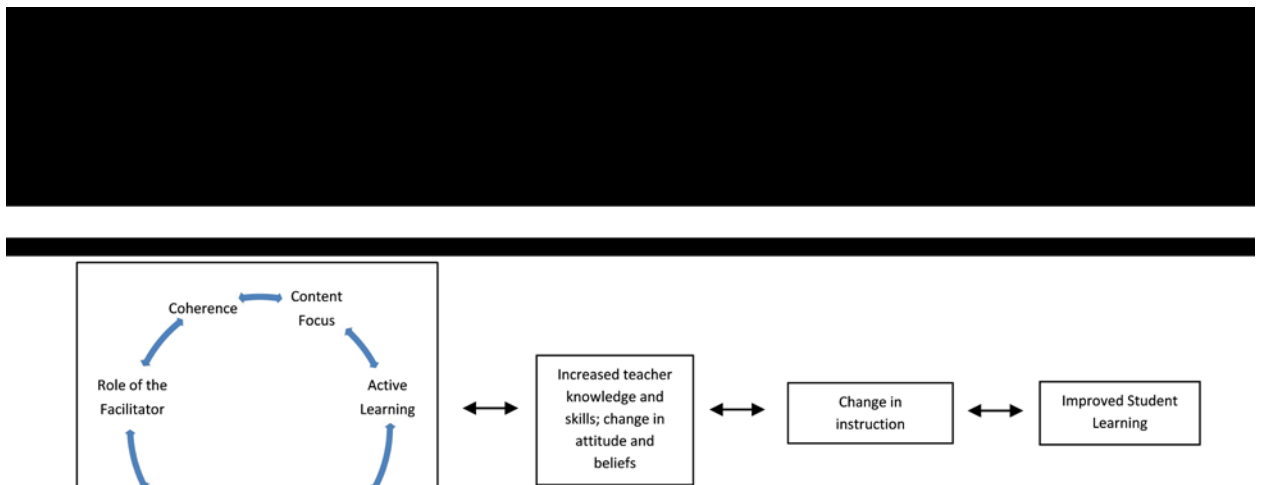 Coherence
Content
Focus
Role of the
Facilitator
Active
Learning
Increased teacher
knowledge and
skills; change in
attitude and
beliefs
Change in
instruction
Improved Student
Learning